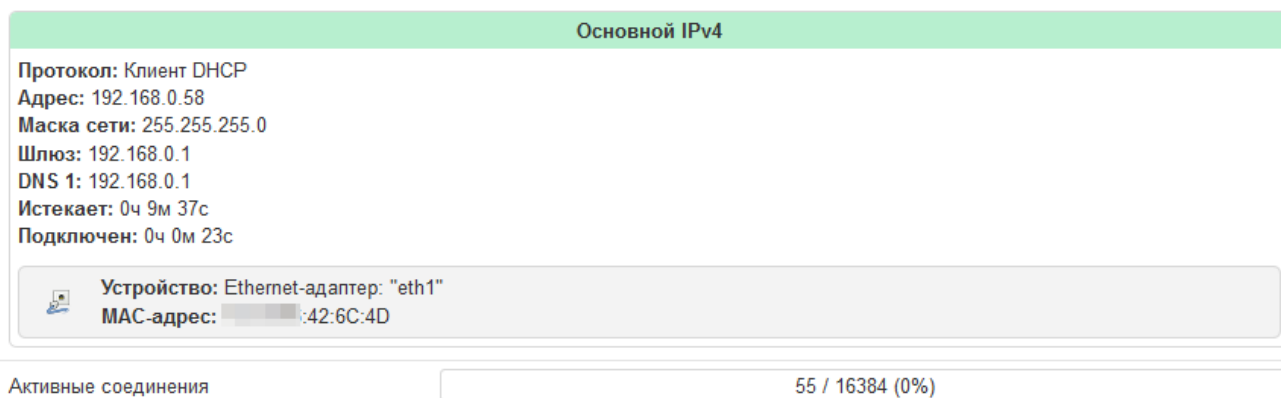 Основной IPv4
Протокол: Клиент DHCP
Адрес: 192.168.0.58
Маска сети: 255.255.255.0
Шлюз: 192.168.0.1
DNS 1: 192.168.0.1
Истекает: 0ч 9м 37с
Подключен: 0ч 0м 23с
Устройство: Ethernet-адаптер: "eth1"
MAC-адрес: :42:6C:4D
Активные соединения 55 / 16384 (0%)